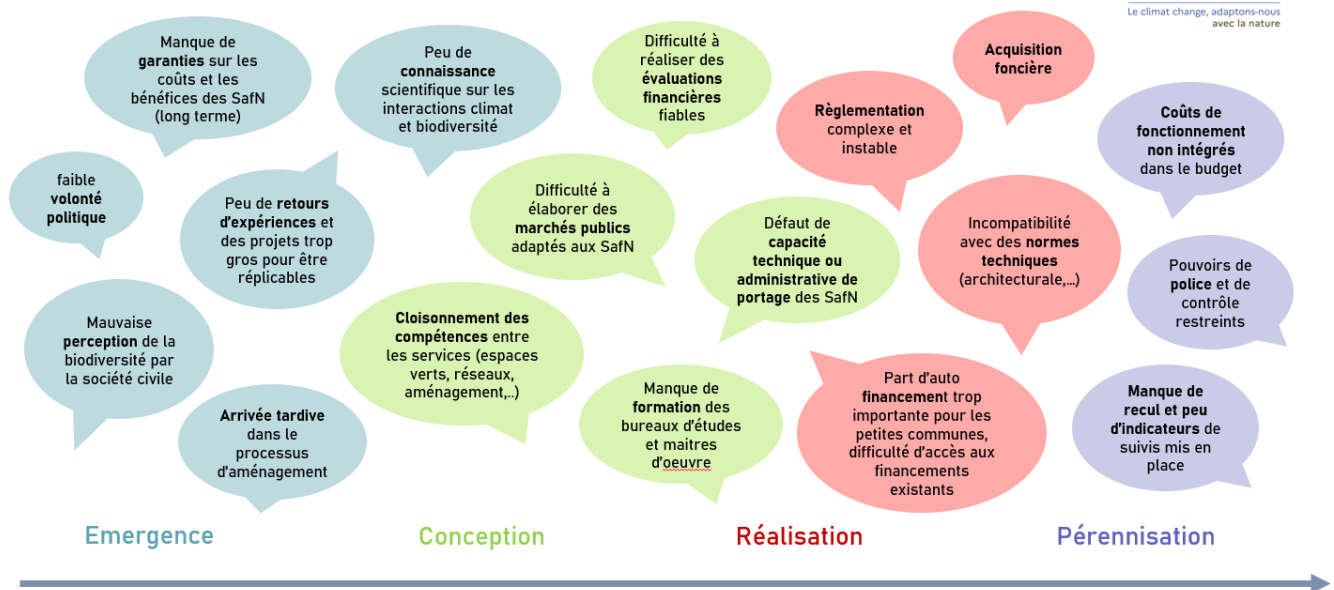 Le climat change, adaptons-nous
avec la nature
Manque de
garanties sur les
coûts et les
bénéfices des SafN
(long terme)
Peu de
connaissance
scientifique sur les
interactions climat
et biodiversité
faible
volonté
politique
Peu de retours
d'expériences et
des projets trop
gros pour être
réplicables
Mauvaise
perception de la
biodiversité par
la société civile
Arrivée tardive
dans le
processus
d'aménagement
Difficulté à
réaliser des
évaluations
financières
fiables
Difficulté à
élaborer des
marchés publics
adaptés aux SafN
Cloisonnement des
compétences entre
les services (espaces
verts, réseaux,
aménagement,..)
Défaut de
capacité
technique ou
administrative de
portage des SafN
Manque de
formation des
bureaux d'études
et maitres
d'oeuvre
Acquisition
foncière
Règlementation
complexe et
instable
Incompatibilité
avec des normes
techniques
(architecturale,...)
Part d'auto
financement trop
importante pour les
petites communes,
difficulté d'accès aux
financements
existants
Coûts de
fonctionnement
non intégrés
dans le budget
Pouvoirs de
police et de
contrôle
restreints
Manque de
recul et peu
d'indicateurs de
suivis mis en
place
Emergence
Conception
Réalisation
Pérennisation